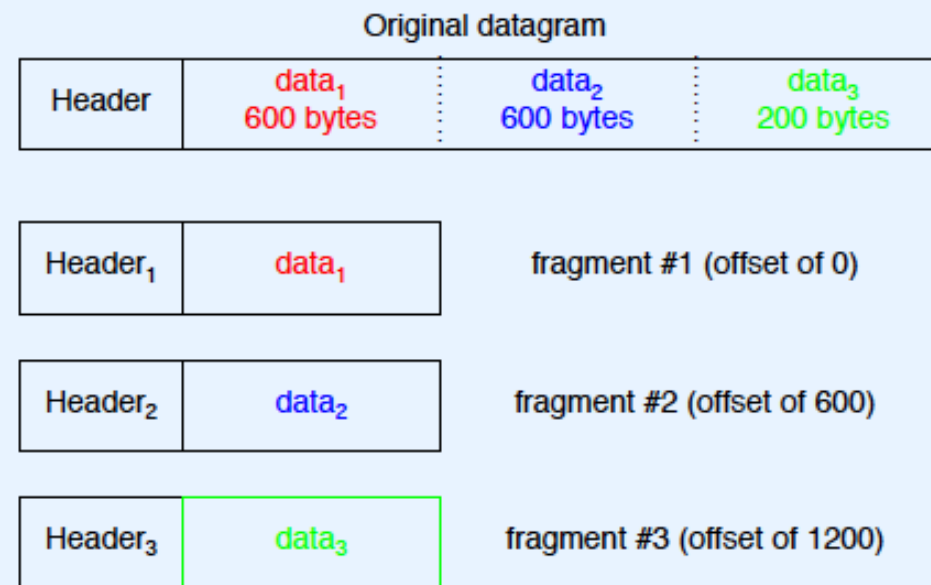 Original datagram
Header data₁ data₂ data₃
600 bytes 600 bytes 200 bytes
Header₁ data₁ fragment #1 (offset of 0)
Header₂ data₂ fragment #2 (offset of 600)
Header₃ data₃ fragment #3 (offset of 1200)